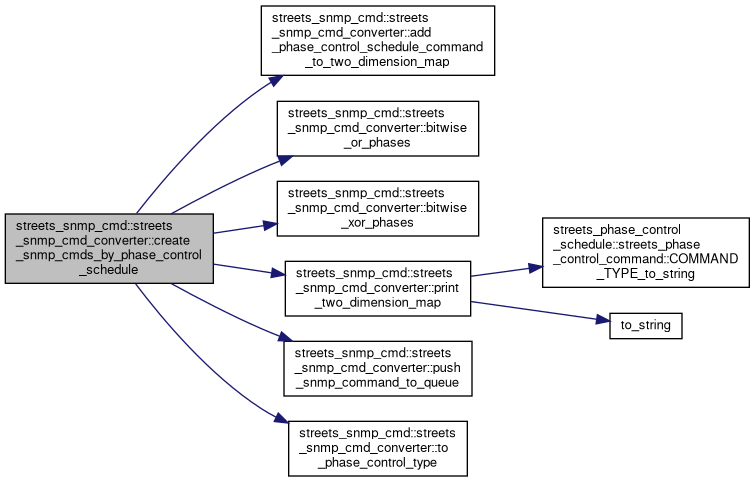 streets_snmp_cmd::streets
_snmp_cmd_converter::add
_phase_control_schedule_command
_to_two_dimension_map
streets_snmp_cmd::streets
_snmp_cmd_converter::bitwise
_or_phases
streets_snmp_cmd::streets
_snmp_cmd_converter::bitwise
_xor_phases
streets_snmp_cmd::streets
_snmp_cmd_converter::create
_snmp_cmds_by_phase_control
_schedule
streets_snmp_cmd::streets
_snmp_cmd_converter::print
_two_dimension_map
streets_phase_control
_schedule::streets_phase
_control_command::COMMAND
_TYPE_to_string
to_string
streets_snmp_cmd::streets
_snmp_cmd_converter::push
_snmp_command_to_queue
streets_snmp_cmd::streets
_snmp_cmd_converter::to
_phase_control_type